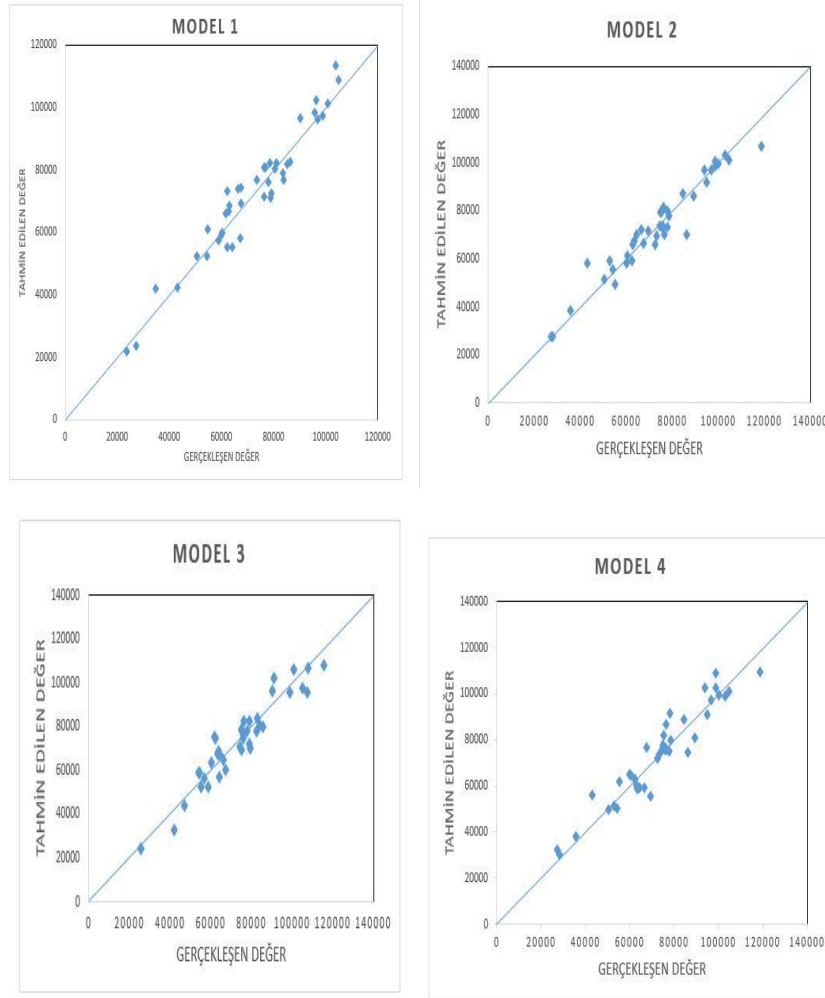 MODEL 1
120000
100000
80000
60000
40000
20000
0
0 20000 40000 60000 80000 100000 120000
TAHMİN EDİLEN DEĞER
GERÇEKLEŞEN DEĞER
MODEL 2
140000
120000
100000
80000
60000
40000
20000
0
0 20000 40000 60000 80000 100000 120000 140000
TAHMİN EDİLEN DEĞER
GERÇEKLEŞEN DEĞER
MODEL 3
140000
120000
100000
80000
60000
40000
20000
0
0 20000 40000 60000 80000 100000 120000 140000
TAHMİN EDİLEN DEĞER
GERÇEKLEŞEN DEĞER
MODEL 4
140000
120000
100000
80000
60000
40000
20000
0
0 20000 40000 60000 80000 100000 120000 140000
TAHMİN EDİLEN DEĞER
GERÇEKLEŞEN DEĞER